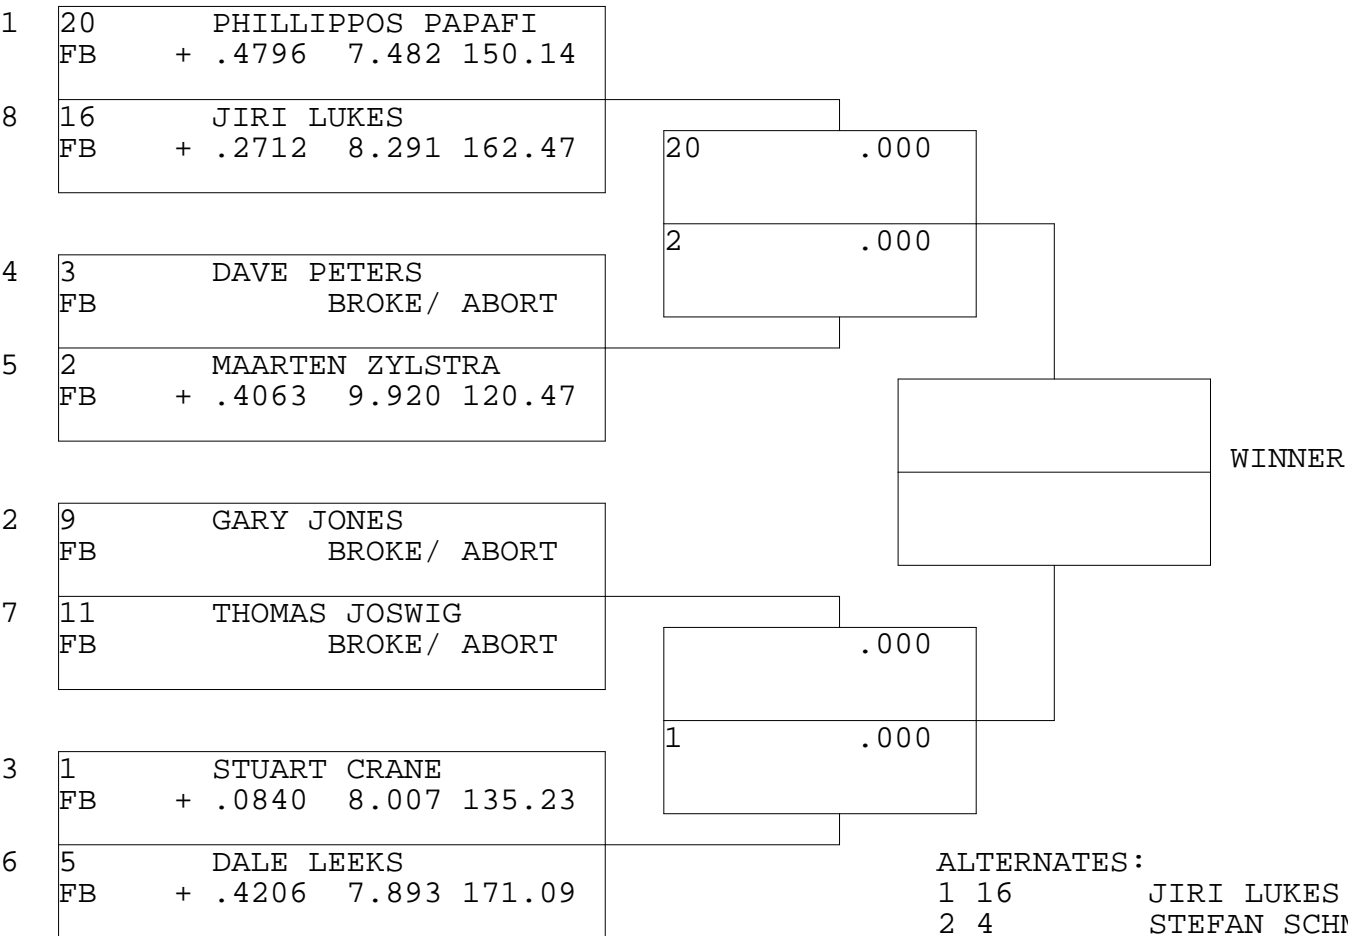 1 20 PHILLIPPOS PAPAFI
FB + .4796 7.482 150.14
8 16 JIRI LUKES
FB + .2712 8.291 162.47
20 .000
2 .000
4 3 DAVE PETERS
FB BROKE/ ABORT
5 2 MAARTEN ZYLSTRA
FB + .4063 9.920 120.47
WINNER
2 9 GARY JONES
FB BROKE/ ABORT
7 11 THOMAS JOSWIG
FB BROKE/ ABORT
.000
1 .000
3 1 STUART CRANE
FB + .0840 8.007 135.23
6 5 DALE LEEKS
FB + .4206 7.893 171.09
ALTERNATES:
1 16 JIRI LUKES
2 4 STEFAN